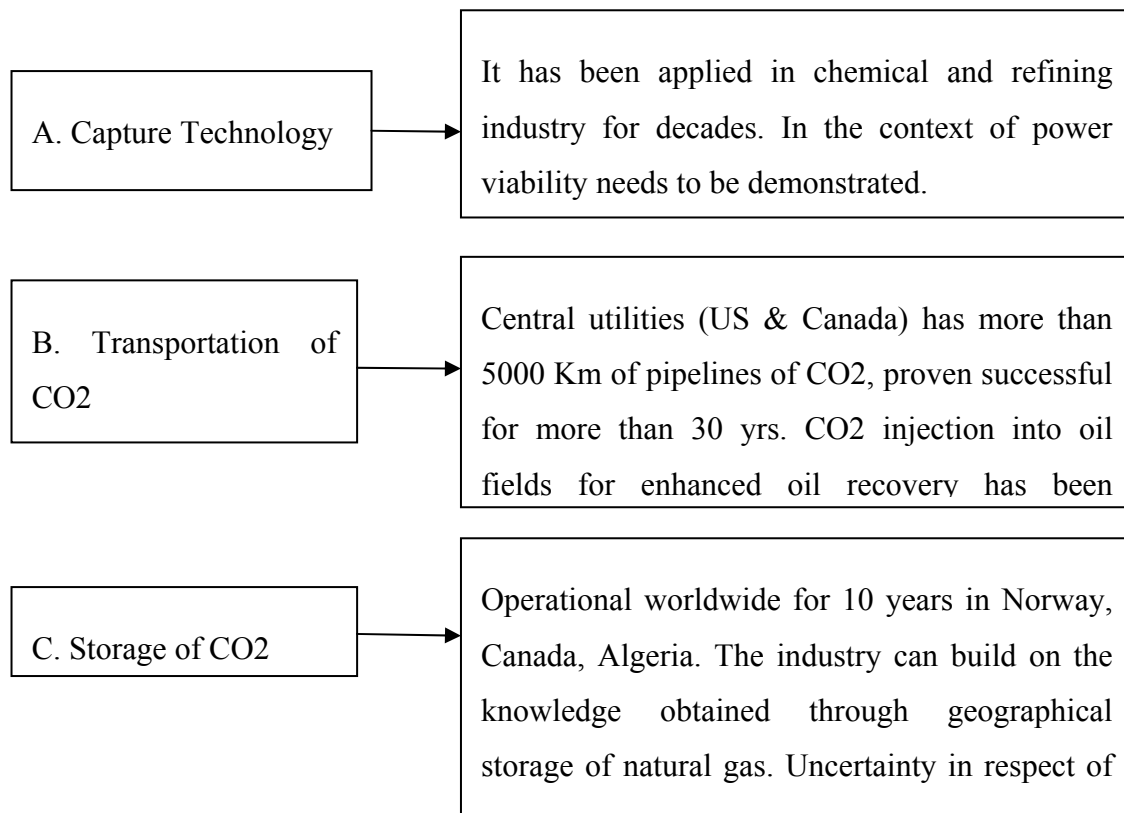 A. Capture Technology
It has been applied in chemical and refining
industry for decades. In the context of power
viability needs to be demonstrated.
B. Transportation of
CO2
Central utilities (US & Canada) has more than
5000 Km of pipelines of CO2, proven successful
for more than 30 yrs. CO2 injection into oil
fields for enhanced oil recovery has been
C. Storage of CO2
Operational worldwide for 10 years in Norway,
Canada, Algeria. The industry can build on the
knowledge obtained through geographical
storage of natural gas. Uncertainty in respect of